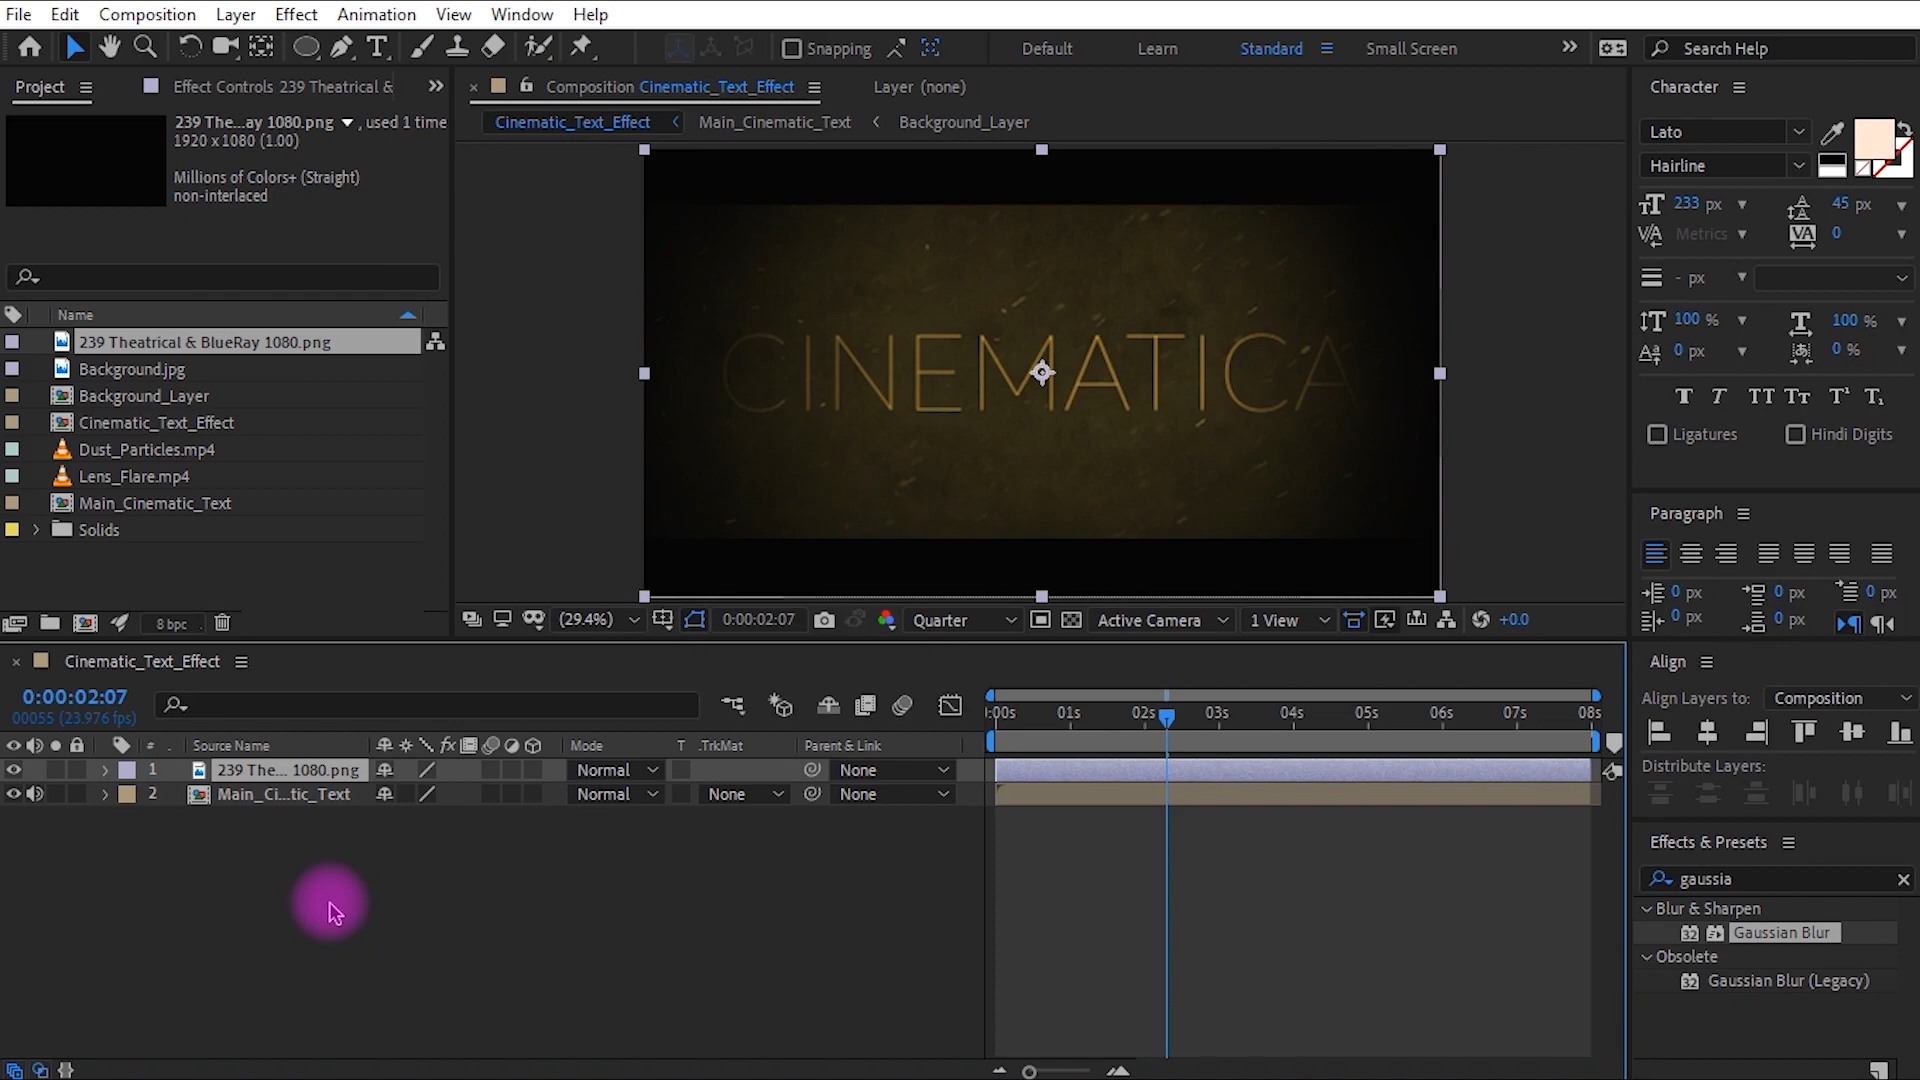 File Edit Composition Layer Effect Animation View Window Help
Snapping Default Learn Standard Small Screen Search Help
Project Effect Controls 239 Theatrical &
239 The...ay 1080.png , used 1 time
1920 x 1080 (1.00)
Millions of Colors+ (Straight)
non-interlaced
Name
239 Theatrical & BlueRay 1080.png
Background.jpg
Background_Layer
Cinematic_Text_Effect
Dust_Particles.mp4
Lens_Flare.mp4
Main_Cinematic_Text
Solids
8 bpc
Composition Cinematic_Text_Effect Layer (none)
Cinematic_Text_Effect Main_Cinematic_Text Background_Layer
CINEMATICA
(29.4%) 0:00:02:07 Quarter Active Camera 1 View +0.0
Character
Lato
Hairline
233 px 45 px
Metrics 0
- px
100 % 100 %
0 px 0 %
T T TT Tr T¹ T₁
Ligatures Hindi Digits
Paragraph
0 px 0 px 0 px
0 px 0 px
Align
Align Layers to: Composition
Distribute Layers:
Effects & Presets
gaussia
Blur & Sharpen
32 Gaussian Blur
Obsolete
32 Gaussian Blur (Legacy)
Cinematic_Text_Effect
0:00:02:07
00055 (23.976 fps)
:00s 01s 02s 03s 04s 05s 06s 07s 08s
# . Source Name fx Mode T .TrkMat Parent & Link
1 239 The... 1080.png Normal None
2 Main_Ci...tic_Text Normal None None